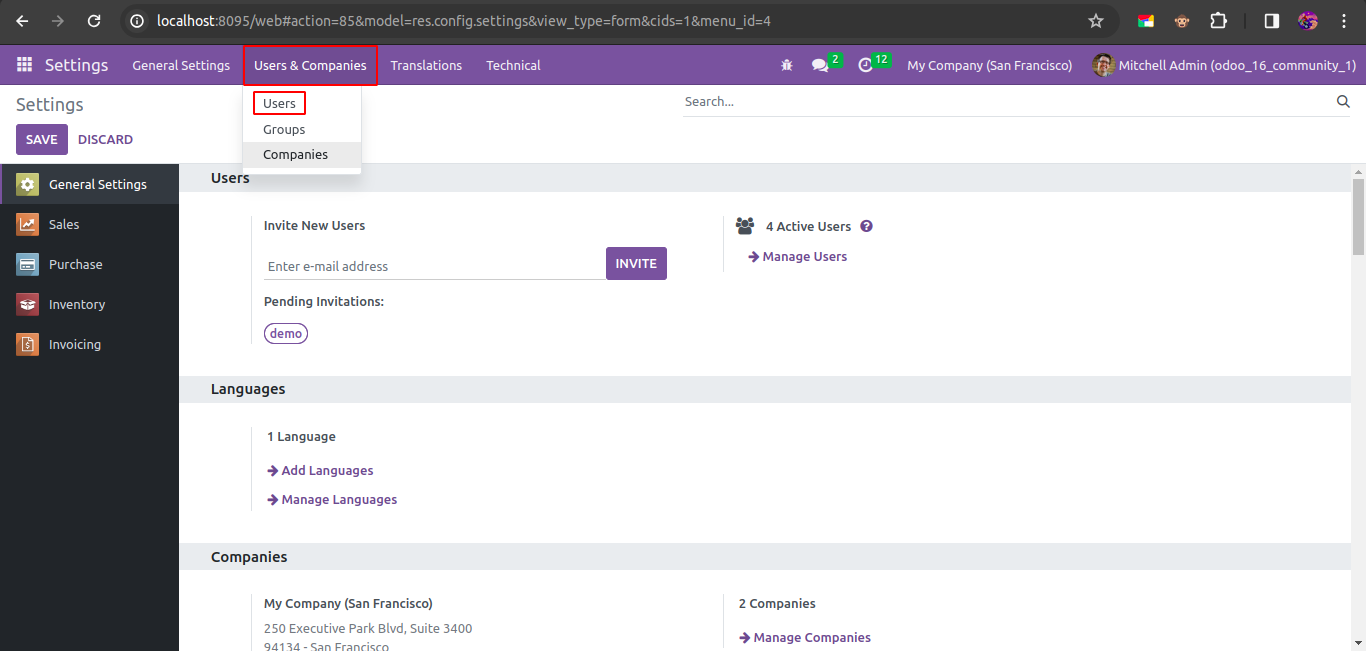 localhost:8095/web#action=85&model=res.config.settings&view_type=form&cids=1&menu_id=4
Settings General Settings Users & Companies Translations Technical 2 12 My Company (San Francisco) Mitchell Admin (odoo_16_community_1)
Settings
Search...
Users
Groups
Companies
SAVE DISCARD
General Settings
Sales
Purchase
Inventory
Invoicing
Users
Invite New Users
Enter e-mail address
INVITE
Pending Invitations:
demo
4 Active Users ?
Manage Users
Languages
1 Language
Add Languages
Manage Languages
Companies
My Company (San Francisco)
250 Executive Park Blvd, Suite 3400
94134 - San Francisco
2 Companies
Manage Companies